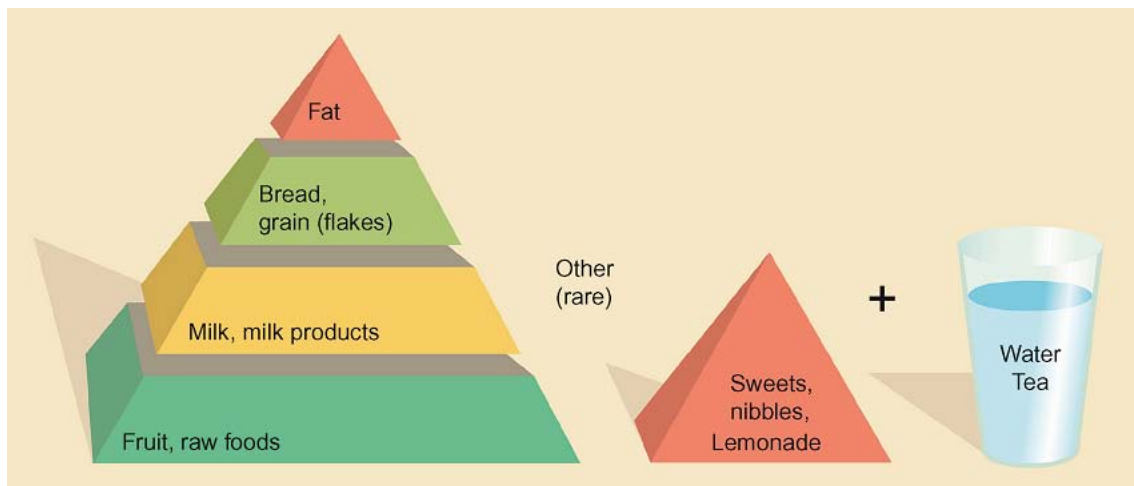 Fat
Bread,
grain (flakes)
Milk, milk products
Fruit, raw foods
Other
(rare)
Sweets,
nibbles,
Lemonade
+
Water
Tea